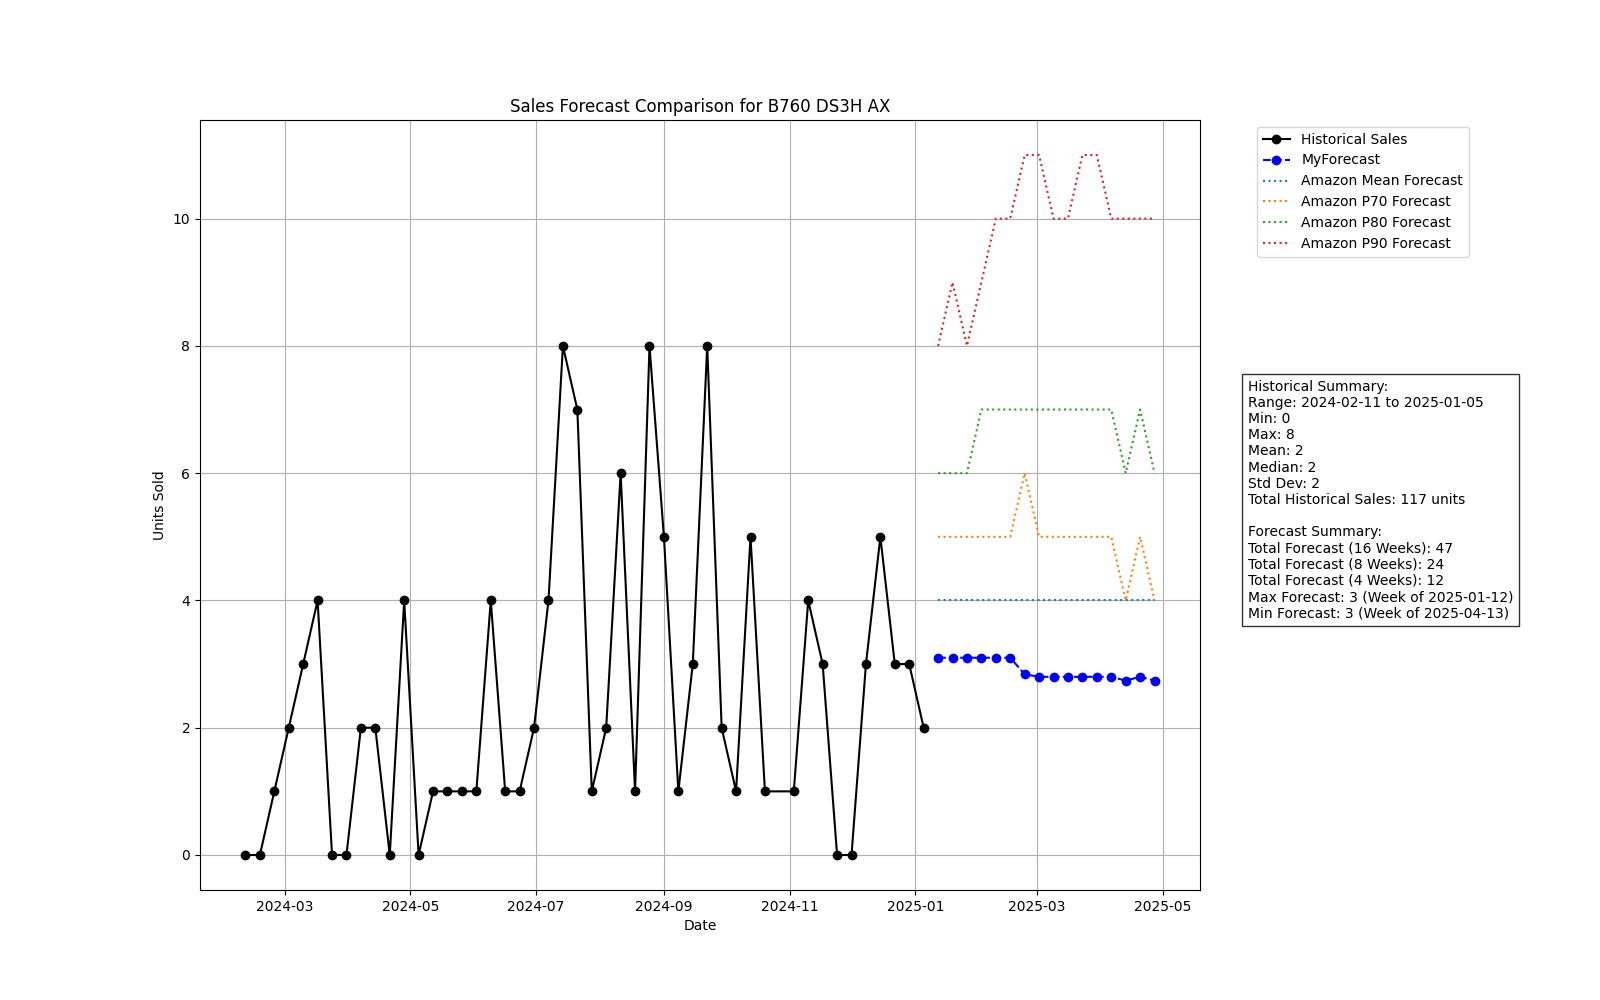 Sales Forecast Comparison for B760 DS3H AX
Units Sold
10
8
6
4
2
0
2024-03
2024-05
2024-07
2024-09
2024-11
2025-01
2025-03
2025-05
Date
Historical Sales
MyForecast
Amazon Mean Forecast
Amazon P70 Forecast
Amazon P80 Forecast
Amazon P90 Forecast
Historical Summary:
Range: 2024-02-11 to 2025-01-05
Min: 0
Max: 8
Mean: 2
Median: 2
Std Dev: 2
Total Historical Sales: 117 units
Forecast Summary:
Total Forecast (16 Weeks): 47
Total Forecast (8 Weeks): 24
Total Forecast (4 Weeks): 12
Max Forecast: 3 (Week of 2025-01-12)
Min Forecast: 3 (Week of 2025-04-13)